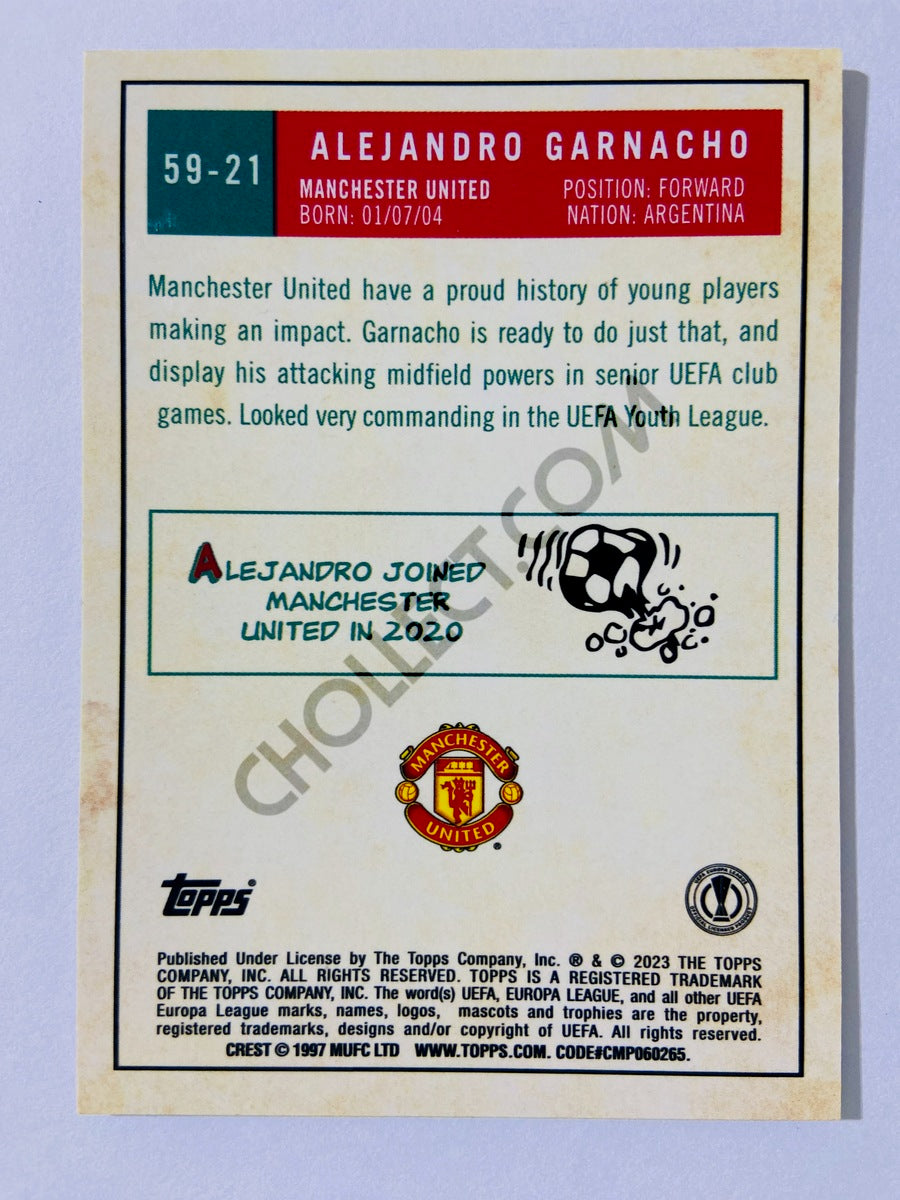 59-21
ALEJANDRO GARNACHO
MANCHESTER UNITED
POSITION: FORWARD
BORN: 01/07/04
NATION: ARGENTINA
Manchester United have a proud history of young players
making an impact. Garnacho is ready to do just that, and
display his attacking midfield powers in senior UEFA club
games. Looked very commanding in the UEFA Youth League.
ALEJANDRO JOINED
MANCHESTER
UNITED IN 2020
CHOLLECT.COM
MANCHESTER
UNITED
®
Topps®
UEFA EUROPA LEAGUE
OFFICIAL LICENSED PRODUCT
Published Under License by The Topps Company, Inc. ® & © 2023 THE TOPPS
COMPANY, INC. ALL RIGHTS RESERVED. TOPPS IS A REGISTERED TRADEMARK
OF THE TOPPS COMPANY, INC. The word(s) UEFA, EUROPA LEAGUE, and all other UEFA
Europa League marks, names, logos, mascots and trophies are the property,
registered trademarks, designs and/or copyright of UEFA. All rights reserved.
CREST © 1997 MUFC LTD WWW.TOPPS.COM. CODE#CMP060265.